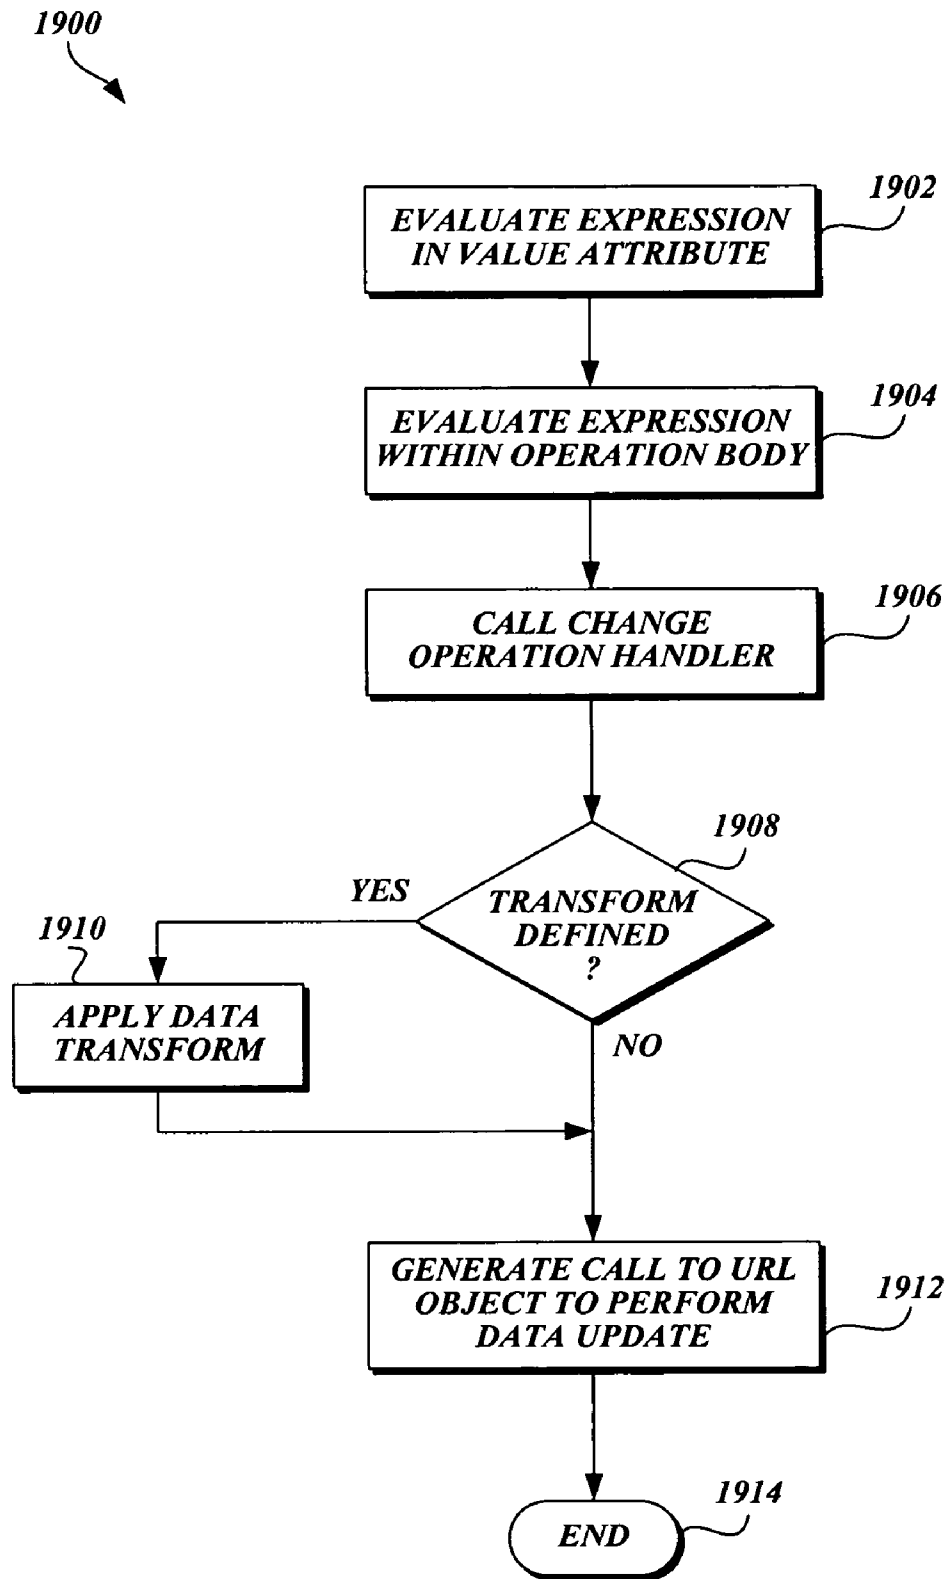 1900
1902
EVALUATE EXPRESSION
IN VALUE ATTRIBUTE
1904
EVALUATE EXPRESSION
WITHIN OPERATION BODY
1906
CALL CHANGE
OPERATION HANDLER
1908
YES
TRANSFORM
DEFINED
?
1910
APPLY DATA
TRANSFORM
NO
GENERATE CALL TO URL
OBJECT TO PERFORM
DATA UPDATE
1912
1914
END